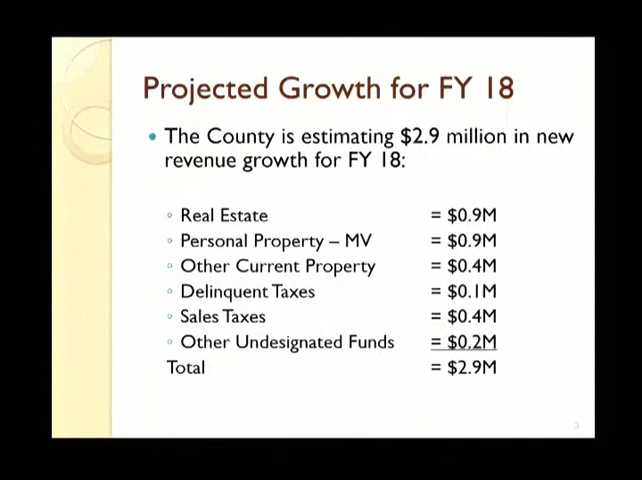 Projected Growth for FY 18
• The County is estimating $2.9 million in new
revenue growth for FY 18:
◦ Real Estate = $0.9M
◦ Personal Property – MV = $0.9M
◦ Other Current Property = $0.4M
◦ Delinquent Taxes = $0.1M
◦ Sales Taxes = $0.4M
◦ Other Undesignated Funds = $0.2M
Total = $2.9M
3